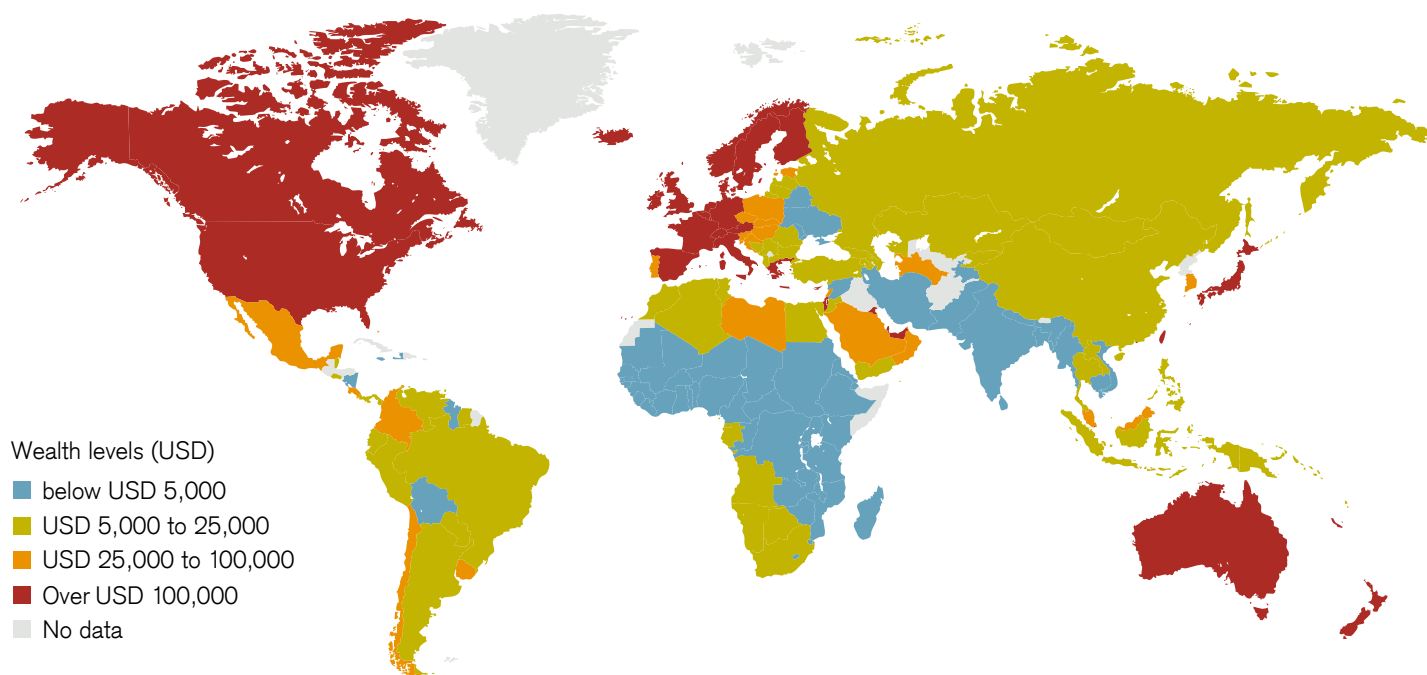 Wealth levels (USD)
below USD 5,000
USD 5,000 to 25,000
USD 25,000 to 100,000
Over USD 100,000
No data